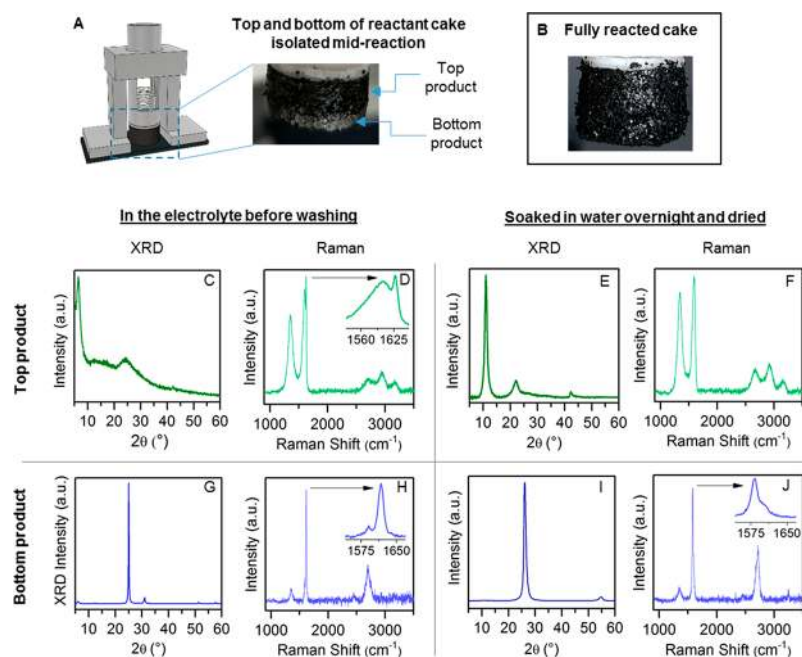 A
Top and bottom of reactant cake
isolated mid-reaction
Top
product
Bottom
product
B Fully reacted cake
In the electrolyte before washing
Soaked in water overnight and dried
XRD
Raman
XRD
Raman
Top product
Intensity (a.u.)
C
10 20 30 40 50 60
2θ (°)
Intensity (a.u.)
D
1560 1625
1000 2000 3000
Raman Shift (cm⁻¹)
Intensity (a.u.)
E
10 20 30 40 50 60
2θ (°)
Intensity (a.u.)
F
1000 2000 3000
Raman Shift (cm⁻¹)
Bottom product
XRD Intensity (a.u.)
G
10 20 30 40 50 60
2θ (°)
Intensity (a.u.)
H
1575 1650
1000 2000 3000
Raman Shift (cm⁻¹)
Intensity (a.u.)
I
10 20 30 40 50 60
2θ (°)
Intensity (a.u.)
J
1575 1650
1000 2000 3000
Raman Shift (cm⁻¹)